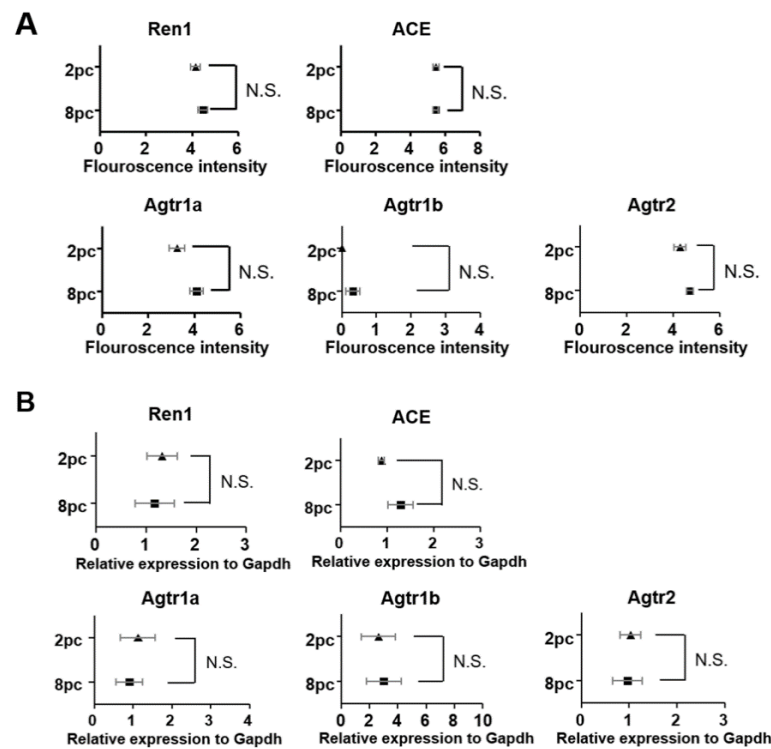 A
Ren1
2pc
8pc
N.S.
0 2 4 6
Flouroscence intensity
ACE
2pc
8pc
N.S.
0 2 4 6 8
Flouroscence intensity
Agtr1a
2pc
8pc
N.S.
0 2 4 6
Flouroscence intensity
Agtr1b
2pc
8pc
N.S.
0 1 2 3 4
Flouroscence intensity
Agtr2
2pc
8pc
N.S.
0 2 4 6
Flouroscence intensity
B
Ren1
2pc
8pc
N.S.
0 1 2 3
Relative expression to Gapdh
ACE
2pc
8pc
N.S.
0 1 2 3
Relative expression to Gapdh
Agtr1a
2pc
8pc
N.S.
0 1 2 3 4
Relative expression to Gapdh
Agtr1b
2pc
8pc
N.S.
0 2 4 6 8 10
Relative expression to Gapdh
Agtr2
2pc
8pc
N.S.
0 1 2 3
Relative expression to Gapdh